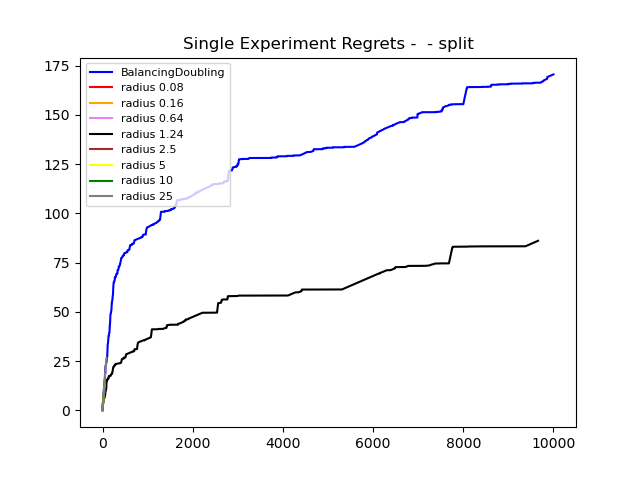 Single Experiment Regrets -  - split
175
150
125
100
75
50
25
0
BalancingDoubling
radius 0.08
radius 0.16
radius 0.64
radius 1.24
radius 2.5
radius 5
radius 10
radius 25
0 2000 4000 6000 8000 10000